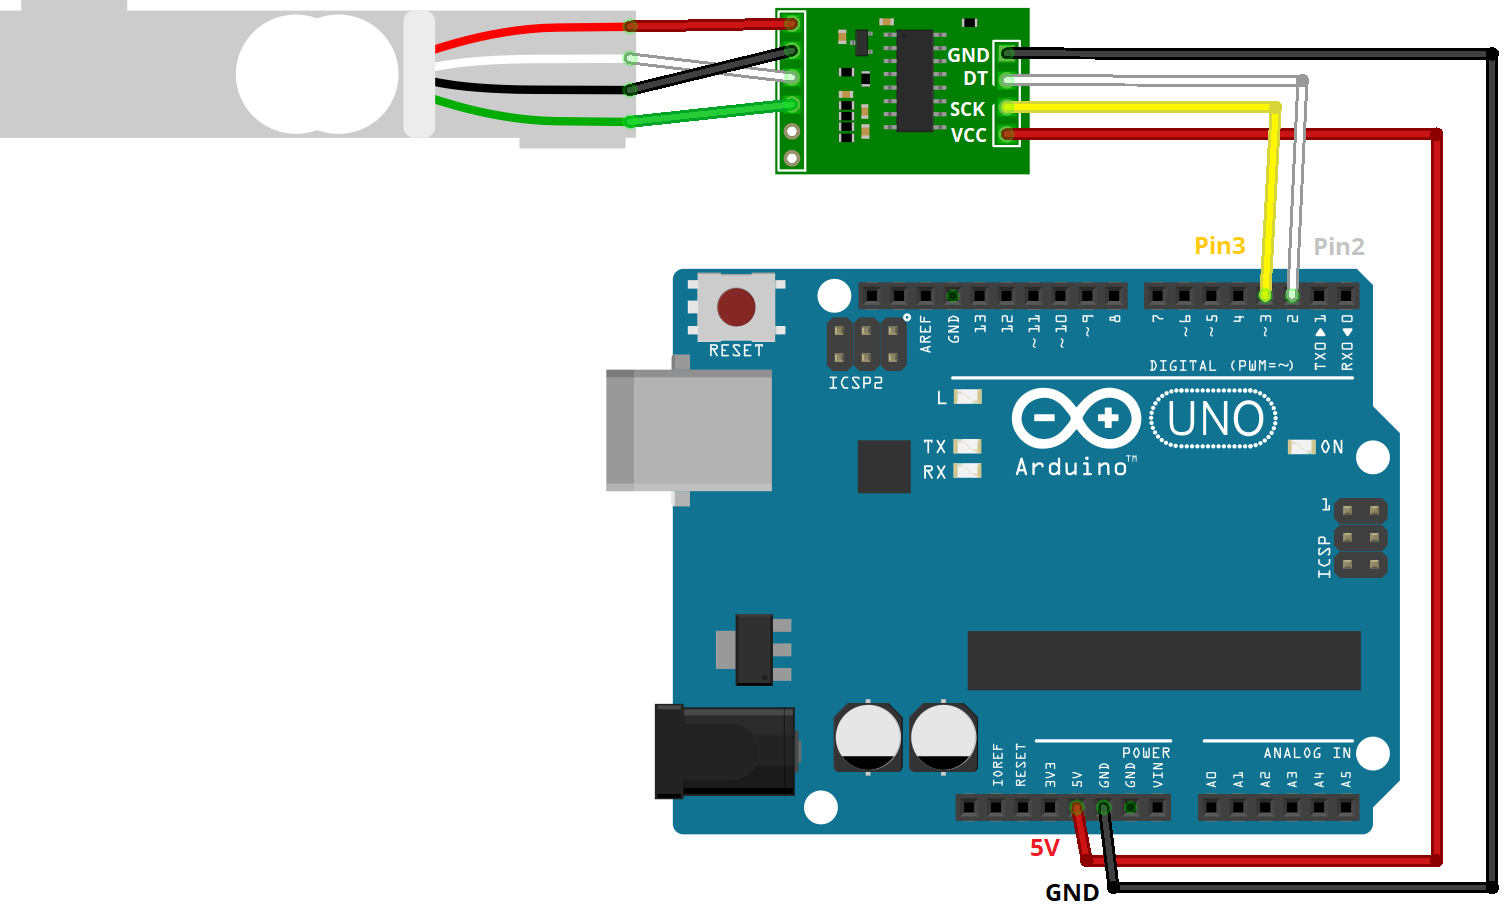 GND
DT
SCK
VCC
Pin3
Pin2
RESET
ICSP2
AREF
GND
13
12
~11
~10
~9
8
7
~6
~5
4
~3
2
TX0▶1
RX0◀0
DIGITAL (PWM=~)
L
TX
RX
UNO
Arduino™
ON
1
ICSP
IOREF
RESET
3V3
5V
GND
GND
VIN
POWER
ANALOG IN
A0
A1
A2
A3
A4
A5
5V
GND